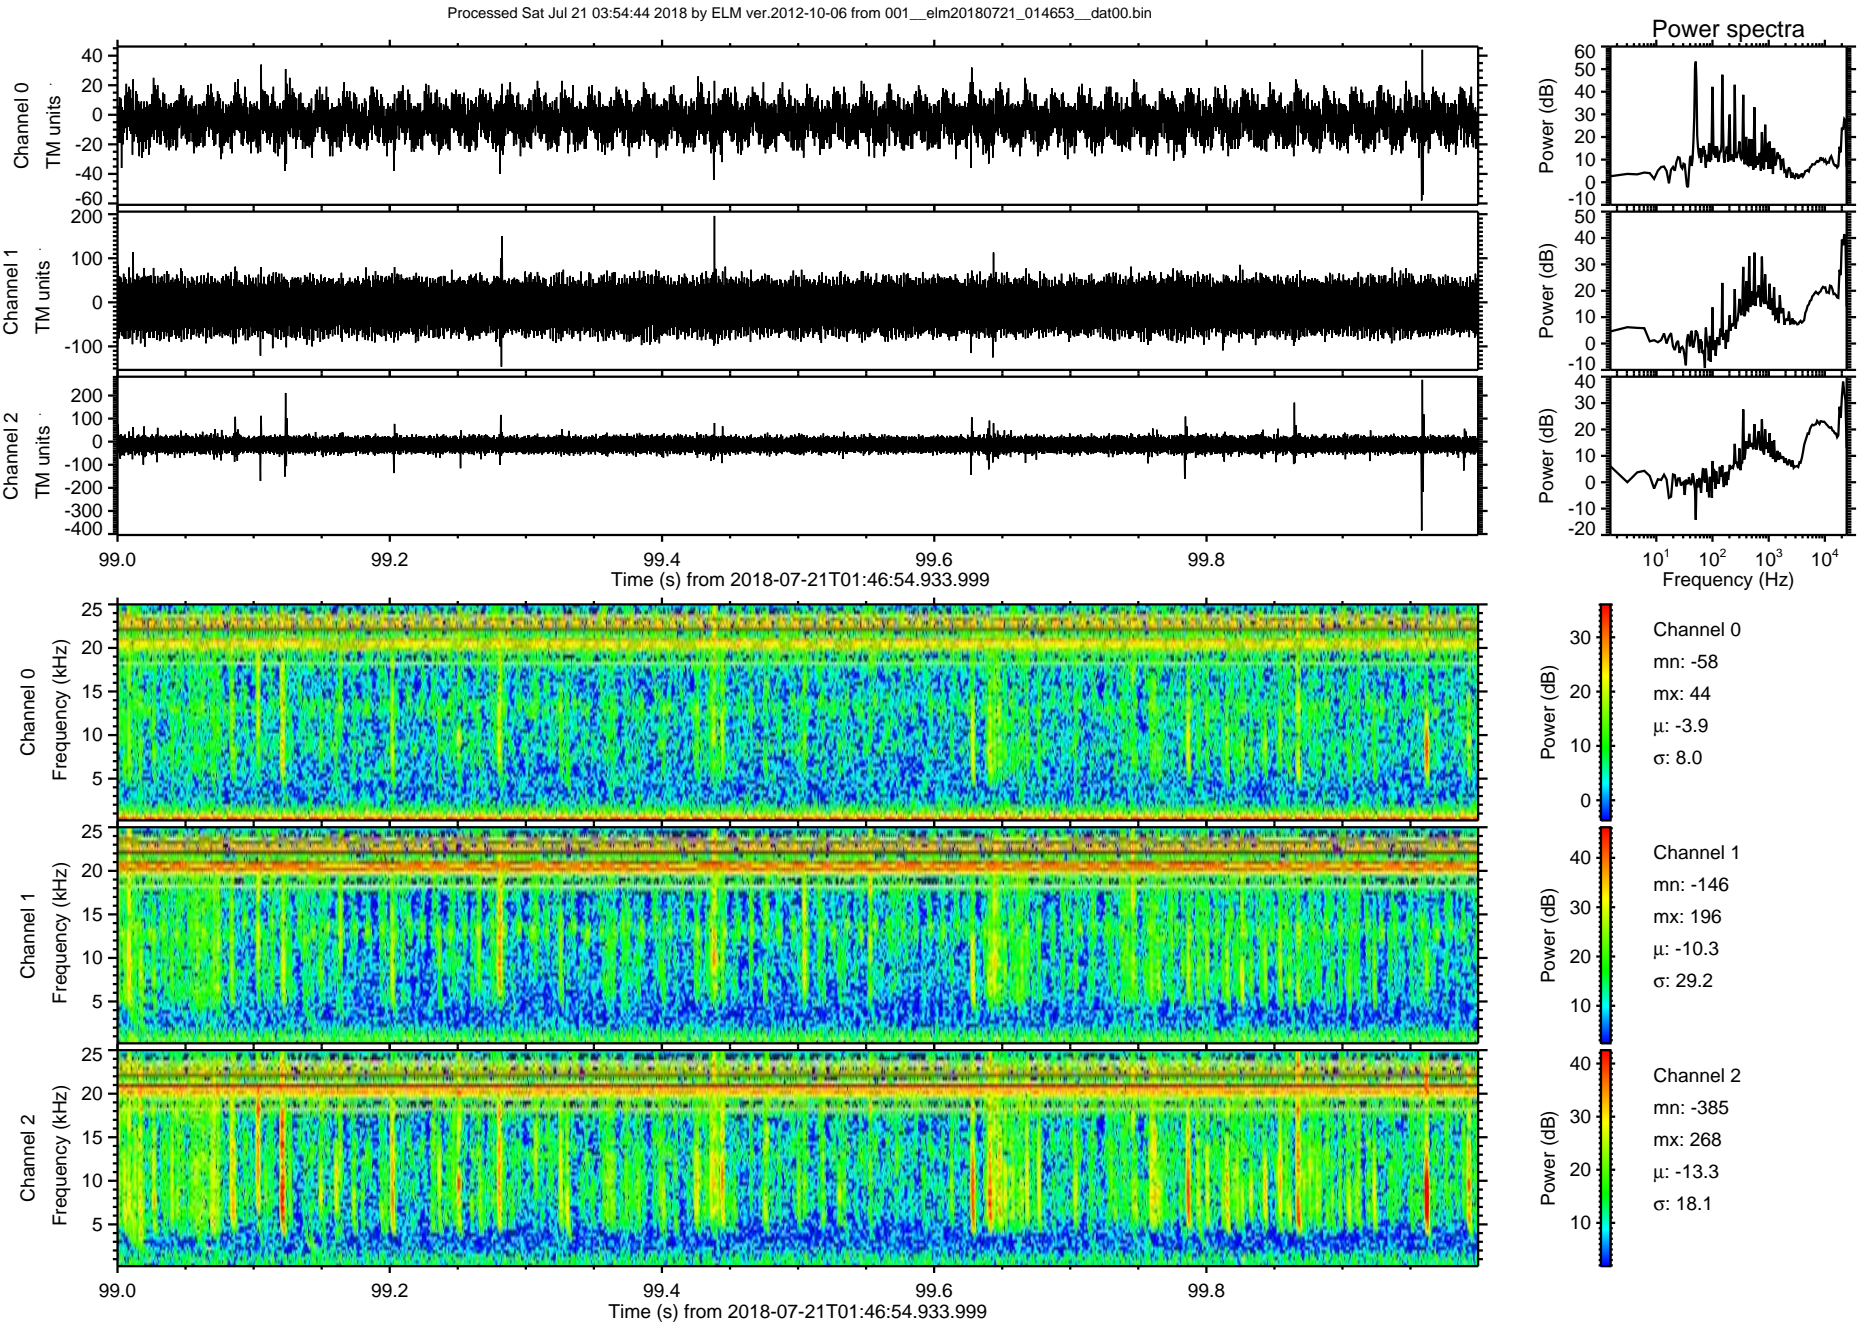 Processed Sat Jul 21 03:54:44 2018 by ELM ver.2012-10-06 from 001__elm20180721_014653__dat00.bin
Power spectra
Channel 0
TM units
40
20
0
-20
-40
-60
Power (dB)
60
50
40
30
20
10
0
-10
Channel 1
TM units
200
100
0
-100
Power (dB)
50
40
30
20
10
0
-10
Channel 2
TM units
200
100
0
-100
-200
-300
-400
Power (dB)
40
30
20
10
0
-10
-20
99.0 99.2 99.4 99.6 99.8
Time (s) from 2018-07-21T01:46:54.933.999
10^1 10^2 10^3 10^4
Frequency (Hz)
Channel 0
Frequency (kHz)
25
20
15
10
5
Power (dB)
30
20
10
0
Channel 0
mn: -58
mx: 44
μ: -3.9
σ: 8.0
Channel 1
Frequency (kHz)
25
20
15
10
5
Power (dB)
40
30
20
10
Channel 1
mn: -146
mx: 196
μ: -10.3
σ: 29.2
Channel 2
Frequency (kHz)
25
20
15
10
5
Power (dB)
40
30
20
10
Channel 2
mn: -385
mx: 268
μ: -13.3
σ: 18.1
99.0 99.2 99.4 99.6 99.8
Time (s) from 2018-07-21T01:46:54.933.999